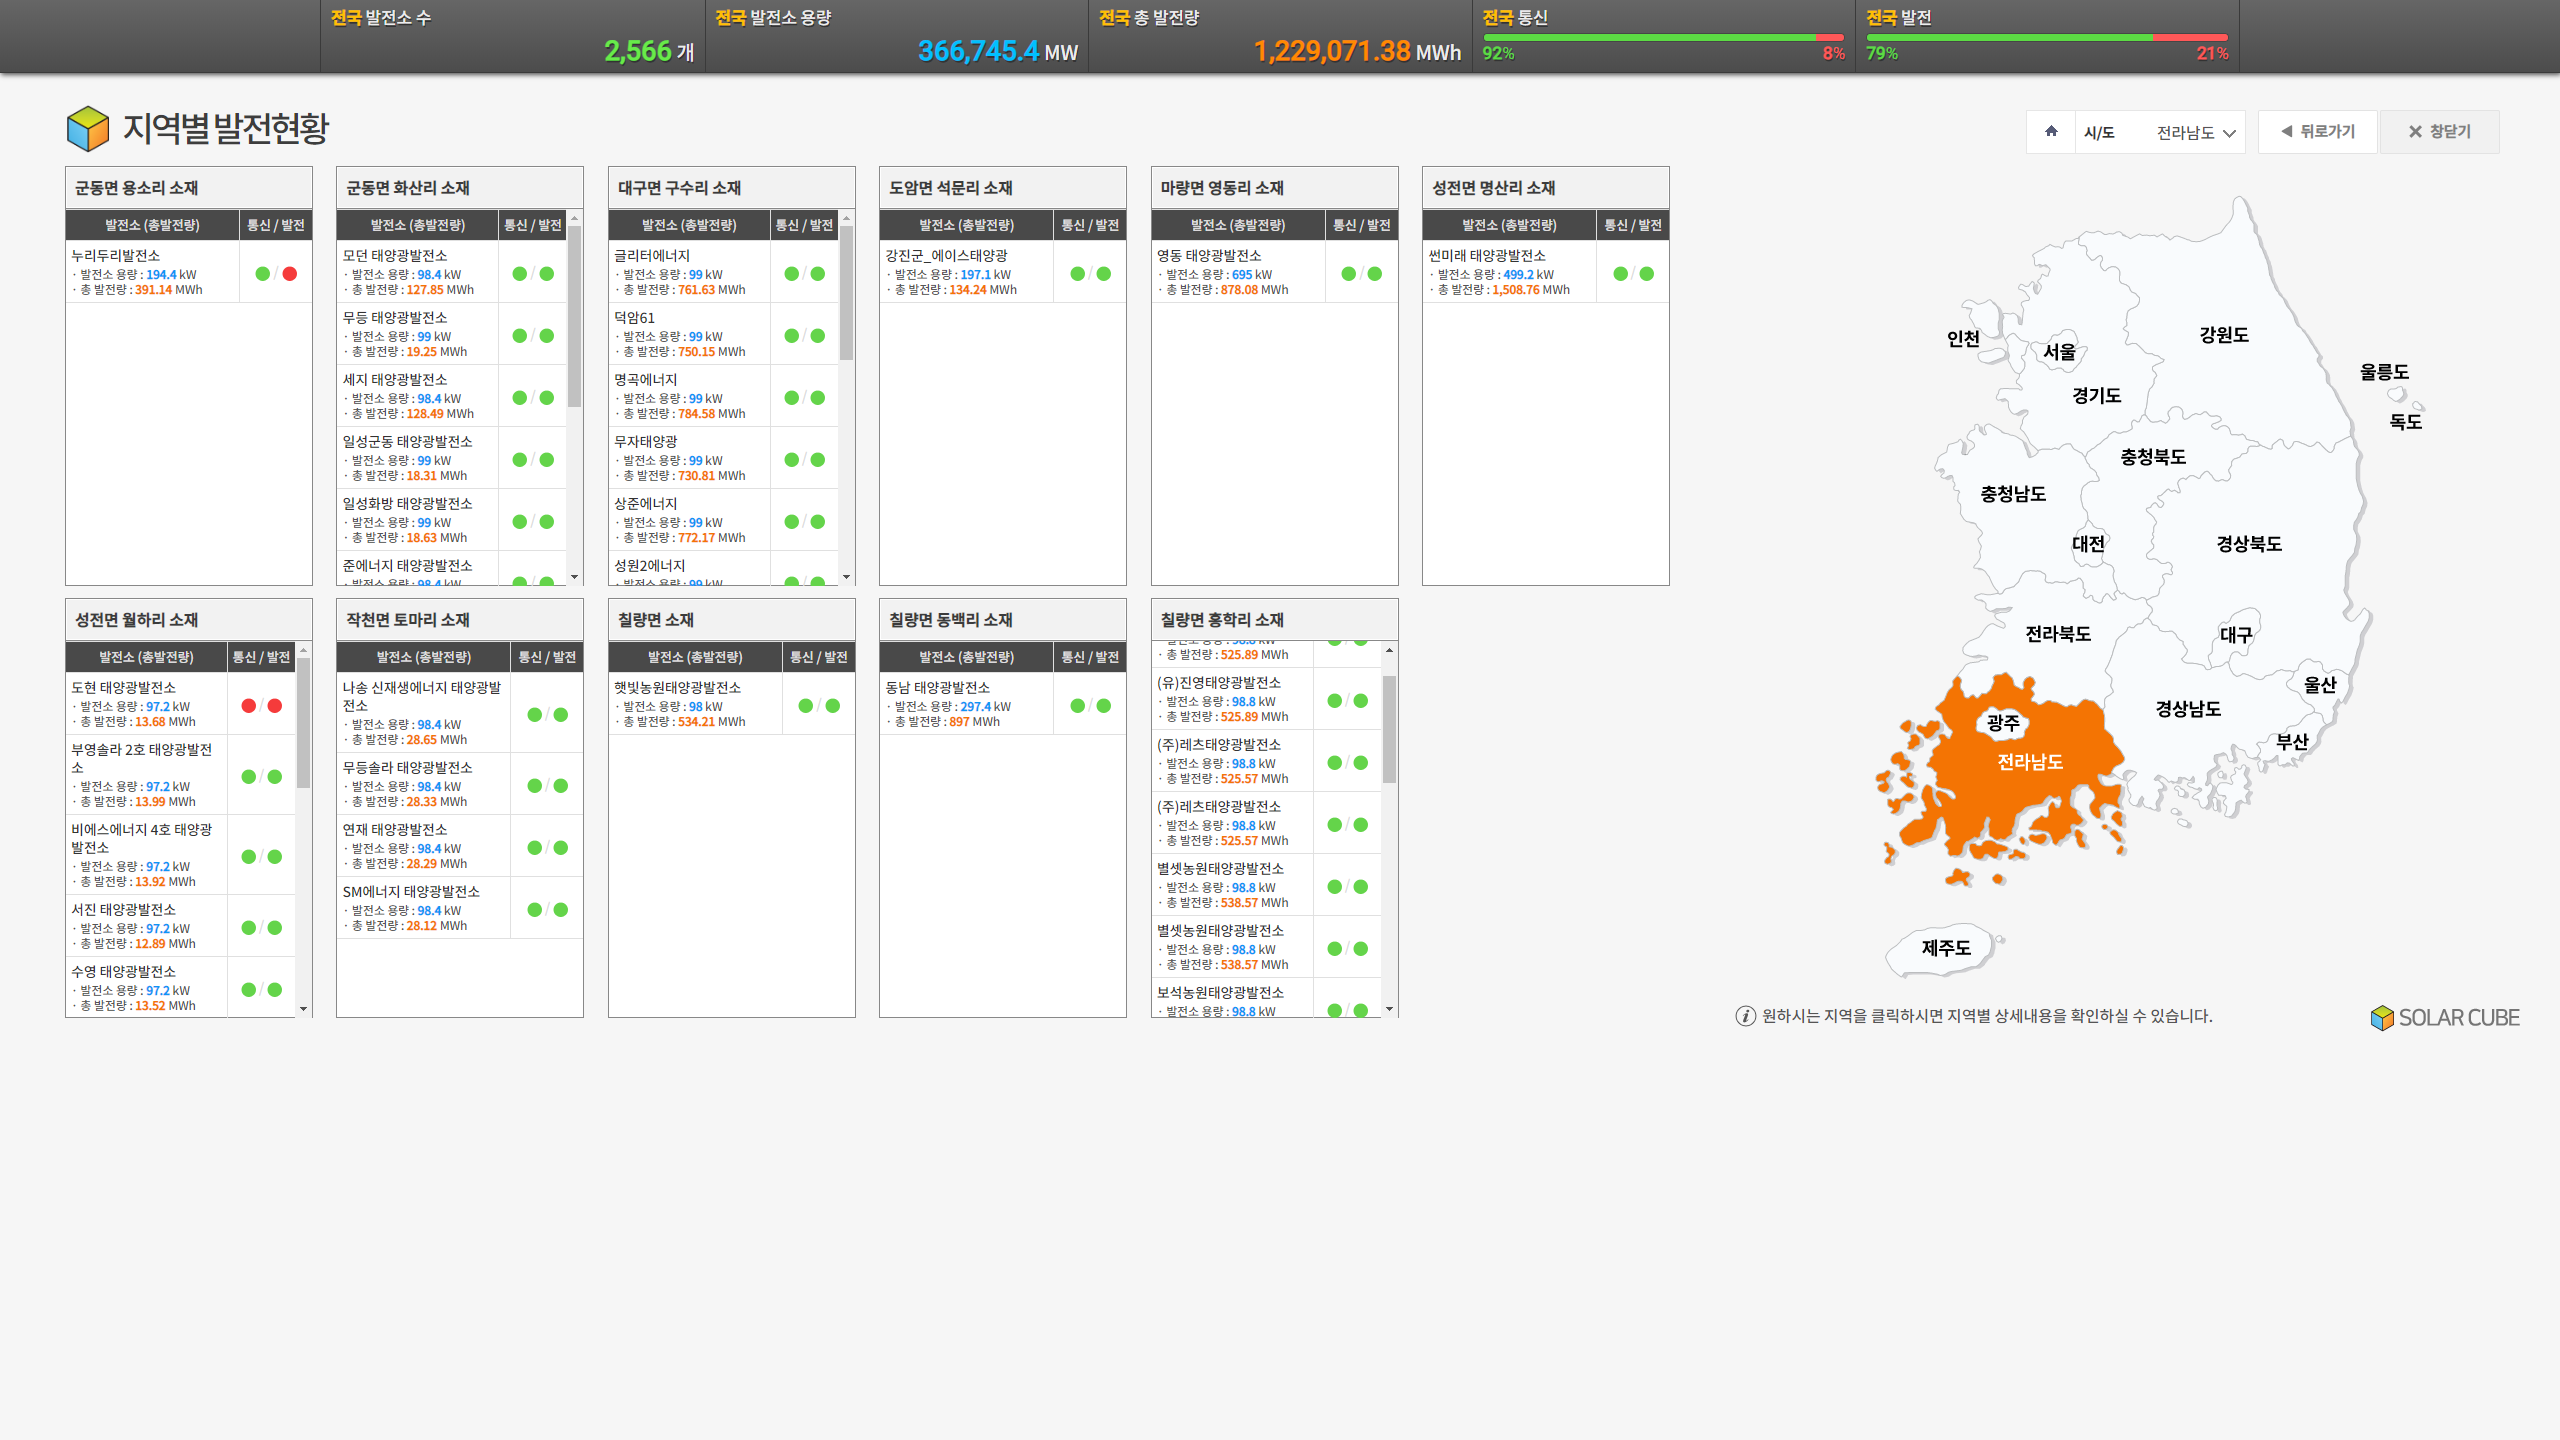 전국 발전소 수
2,566 개
전국 발전소 용량
366,745.4 MW
전국 총 발전량
1,229,071.38 MWh
전국 통신
92% 8%
전국 발전
79% 21%
지역별 발전현황
시/도 전라남도
뒤로가기
창닫기
군동면 용소리 소재
발전소 (총발전량) 통신 / 발전
누리두리발전소
· 발전소 용량 : 194.4 kW
· 총 발전량 : 391.14 MWh
군동면 화산리 소재
발전소 (총발전량) 통신 / 발전
모던 태양광발전소
· 발전소 용량 : 98.4 kW
· 총 발전량 : 127.85 MWh
무등 태양광발전소
· 발전소 용량 : 99 kW
· 총 발전량 : 19.25 MWh
세지 태양광발전소
· 발전소 용량 : 98.4 kW
· 총 발전량 : 128.49 MWh
일성군동 태양광발전소
· 발전소 용량 : 99 kW
· 총 발전량 : 18.31 MWh
일성화방 태양광발전소
· 발전소 용량 : 99 kW
· 총 발전량 : 18.63 MWh
준에너지 태양광발전소
· 발전소 용량 : 98.4 kW
대구면 구수리 소재
발전소 (총발전량) 통신 / 발전
글리터에너지
· 발전소 용량 : 99 kW
· 총 발전량 : 761.63 MWh
덕암61
· 발전소 용량 : 99 kW
· 총 발전량 : 750.15 MWh
명곡에너지
· 발전소 용량 : 99 kW
· 총 발전량 : 784.58 MWh
무자태양광
· 발전소 용량 : 99 kW
· 총 발전량 : 730.81 MWh
상준에너지
· 발전소 용량 : 99 kW
· 총 발전량 : 772.17 MWh
성원2에너지
· 발전소 용량 : 99 kW
도암면 석문리 소재
발전소 (총발전량) 통신 / 발전
강진군_에이스태양광
· 발전소 용량 : 197.1 kW
· 총 발전량 : 134.24 MWh
마량면 영동리 소재
발전소 (총발전량) 통신 / 발전
영동 태양광발전소
· 발전소 용량 : 695 kW
· 총 발전량 : 878.08 MWh
성전면 명산리 소재
발전소 (총발전량) 통신 / 발전
썬미래 태양광발전소
· 발전소 용량 : 499.2 kW
· 총 발전량 : 1,508.76 MWh
성전면 월하리 소재
발전소 (총발전량) 통신 / 발전
도현 태양광발전소
· 발전소 용량 : 97.2 kW
· 총 발전량 : 13.68 MWh
부영솔라 2호 태양광발전
소
· 발전소 용량 : 97.2 kW
· 총 발전량 : 13.99 MWh
비에스에너지 4호 태양광
발전소
· 발전소 용량 : 97.2 kW
· 총 발전량 : 13.92 MWh
서진 태양광발전소
· 발전소 용량 : 97.2 kW
· 총 발전량 : 12.89 MWh
수영 태양광발전소
· 발전소 용량 : 97.2 kW
· 총 발전량 : 13.52 MWh
작천면 토마리 소재
발전소 (총발전량) 통신 / 발전
나송 신재생에너지 태양광발
전소
· 발전소 용량 : 98.4 kW
· 총 발전량 : 28.65 MWh
무등솔라 태양광발전소
· 발전소 용량 : 98.4 kW
· 총 발전량 : 28.33 MWh
연재 태양광발전소
· 발전소 용량 : 98.4 kW
· 총 발전량 : 28.29 MWh
SM에너지 태양광발전소
· 발전소 용량 : 98.4 kW
· 총 발전량 : 28.12 MWh
칠량면 소재
발전소 (총발전량) 통신 / 발전
햇빛농원태양광발전소
· 발전소 용량 : 98 kW
· 총 발전량 : 534.21 MWh
칠량면 동백리 소재
발전소 (총발전량) 통신 / 발전
동남 태양광발전소
· 발전소 용량 : 297.4 kW
· 총 발전량 : 897 MWh
칠량면 홍학리 소재
· 발전소 용량 : 98.8 kW
· 총 발전량 : 525.89 MWh
(유)진영태양광발전소
· 발전소 용량 : 98.8 kW
· 총 발전량 : 525.89 MWh
(주)레츠태양광발전소
· 발전소 용량 : 98.8 kW
· 총 발전량 : 525.57 MWh
(주)레츠태양광발전소
· 발전소 용량 : 98.8 kW
· 총 발전량 : 525.57 MWh
별셋농원태양광발전소
· 발전소 용량 : 98.8 kW
· 총 발전량 : 538.57 MWh
별셋농원태양광발전소
· 발전소 용량 : 98.8 kW
· 총 발전량 : 538.57 MWh
보석농원태양광발전소
· 발전소 용량 : 98.8 kW
강원도
인천
서울
울릉도
경기도
독도
충청북도
충청남도
대전
경상북도
전라북도
대구
울산
경상남도
광주
부산
전라남도
제주도
원하시는 지역을 클릭하시면 지역별 상세내용을 확인하실 수 있습니다.
SOLAR CUBE